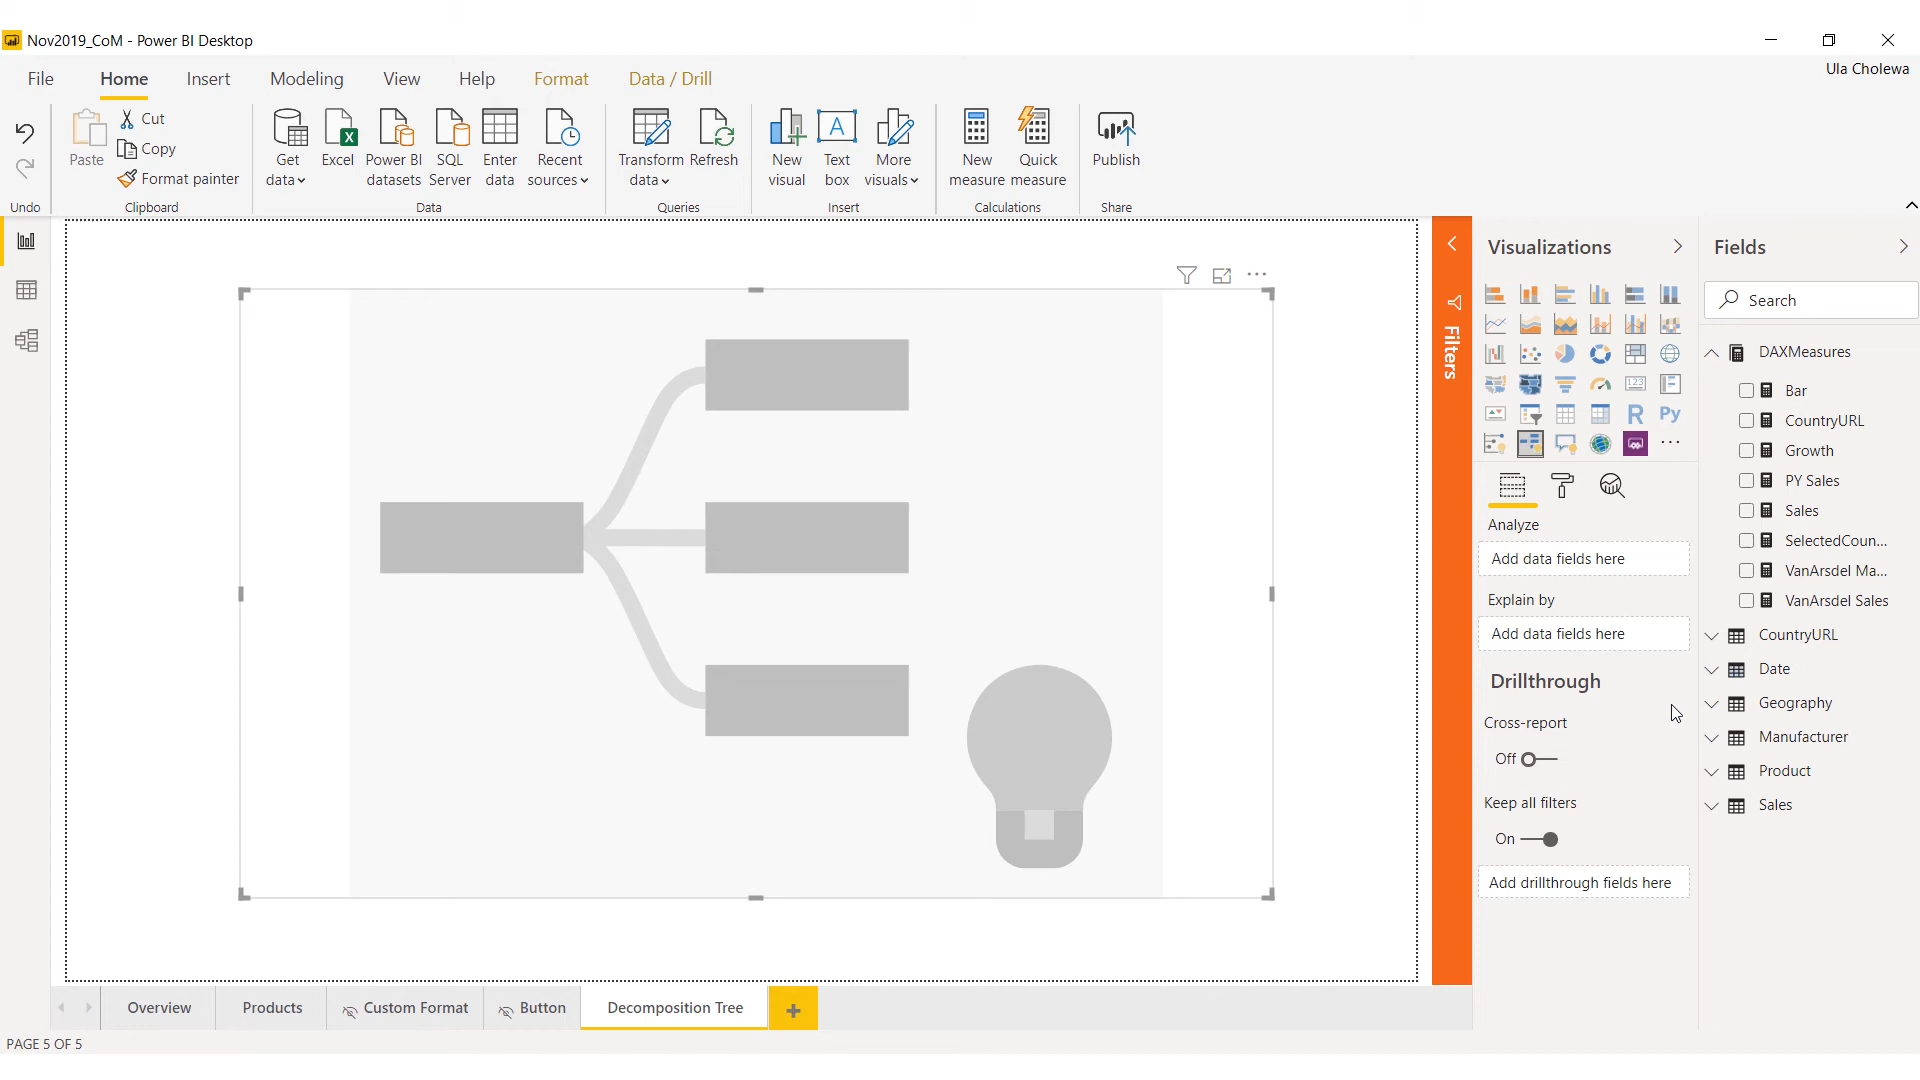 Nov2019_CoM - Power BI Desktop
Ula Cholewa
File Home Insert Modeling View Help Format Data / Drill
Paste
Cut
Copy
Format painter
Get data
Excel
Power BI datasets
SQL Server
Enter data
Recent sources
Transform data
Refresh
New visual
A
Text box
More visuals
New measure
Quick measure
Publish
Undo
Clipboard
Data
Queries
Insert
Calculations
Share
Filters
Visualizations
123
R
Py
Analyze
Add data fields here
Explain by
Add data fields here
Drillthrough
Cross-report
Off
Keep all filters
On
Add drillthrough fields here
Fields
Search
DAXMeasures
Bar
CountryURL
Growth
PY Sales
Sales
SelectedCoun...
VanArsdel Ma...
VanArsdel Sales
CountryURL
Date
Geography
Manufacturer
Product
Sales
Overview Products Custom Format Button Decomposition Tree
PAGE 5 OF 5